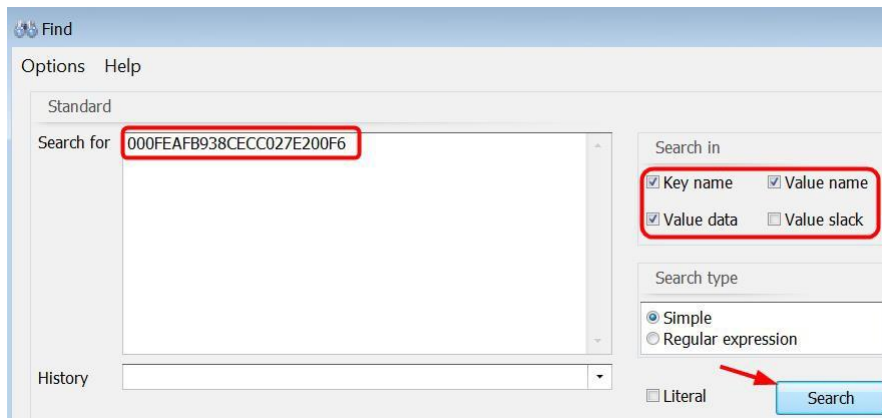 Find
Options Help
Standard
Search for 000FEAFB938CECC027E200F6
Search in
Key name Value name
Value data Value slack
Search type
Simple
Regular expression
History
Literal Search